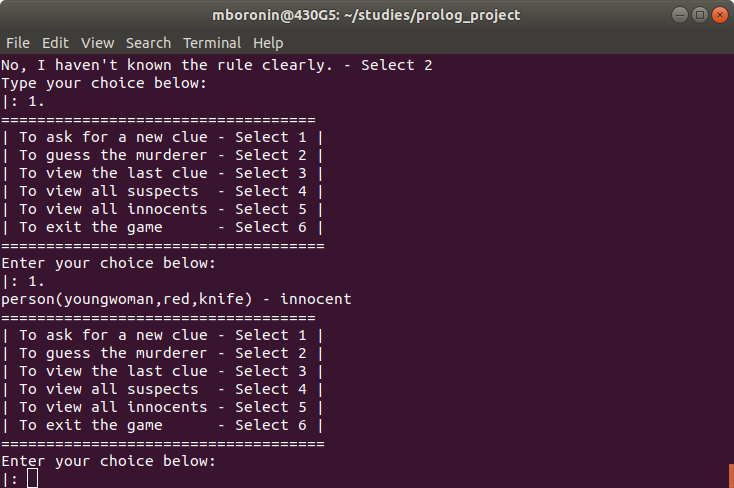 mboronin@430G5: ~/studies/prolog_project
File Edit View Search Terminal Help
No, I haven't known the rule clearly. - Select 2
Type your choice below:
|: 1.
===================================
| To ask for a new clue - Select 1 |
| To guess the murderer - Select 2 |
| To view the last clue - Select 3 |
| To view all suspects  - Select 4 |
| To view all innocents - Select 5 |
| To exit the game      - Select 6 |
====================================
Enter your choice below:
|: 1.
person(youngwoman,red,knife) - innocent
===================================
| To ask for a new clue - Select 1 |
| To guess the murderer - Select 2 |
| To view the last clue - Select 3 |
| To view all suspects  - Select 4 |
| To view all innocents - Select 5 |
| To exit the game      - Select 6 |
====================================
Enter your choice below:
|: